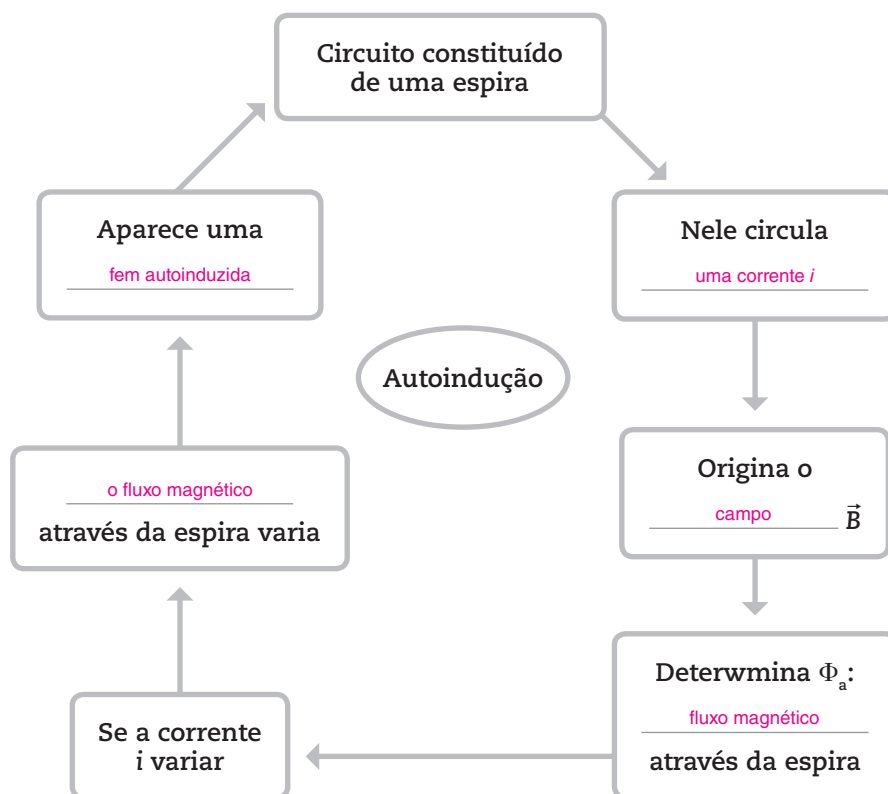 Circuito constituído
de uma espira
Nele circula
uma corrente i
Origina o
campo B⃗
Deterwmina Φₐ:
fluxo magnético
através da espira
Se a corrente
i variar
o fluxo magnético
através da espira varia
Aparece uma
fem autoinduzida
Autoindução